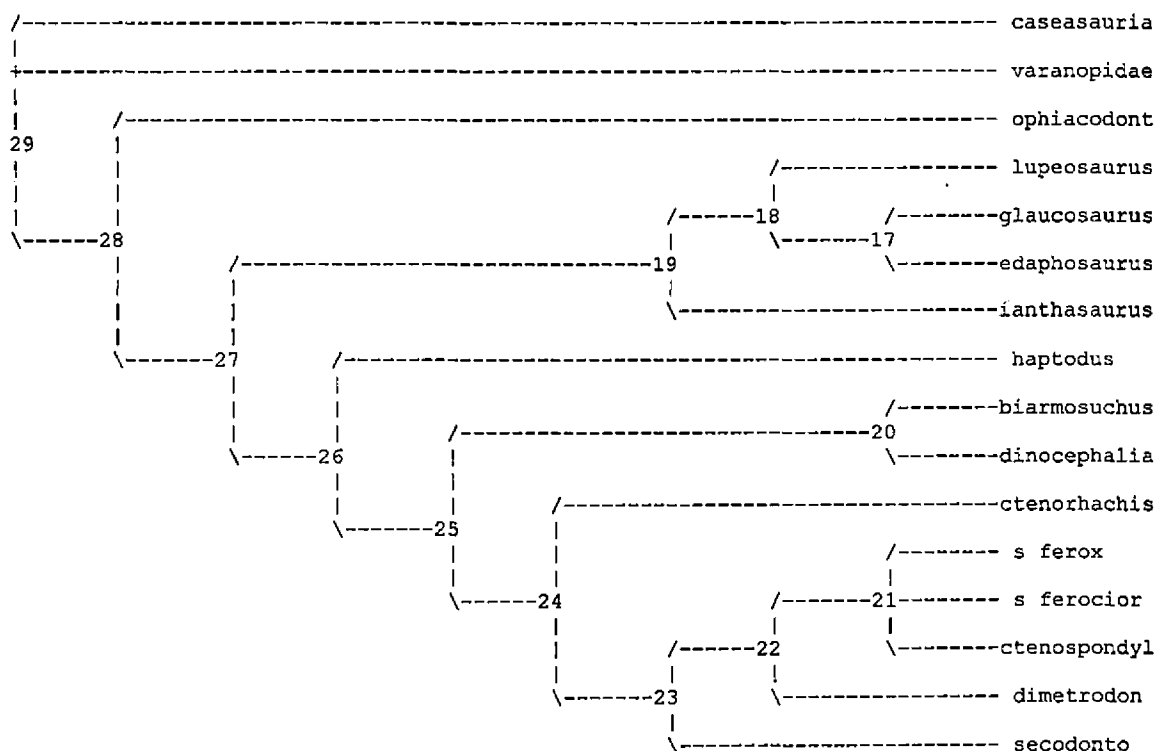 caseasauria
varanopidae
ophiacodont
29
lupeosaurus
18 glaucosaurus
28 17
19 edaphosaurus
ianthasaurus
27 haptodus
biarmosuchus
20
26 dinocephalia
ctenorhachis
25
s ferox
24 21 s ferocior
22 ctenospondyl
23 dimetrodon
secodonto